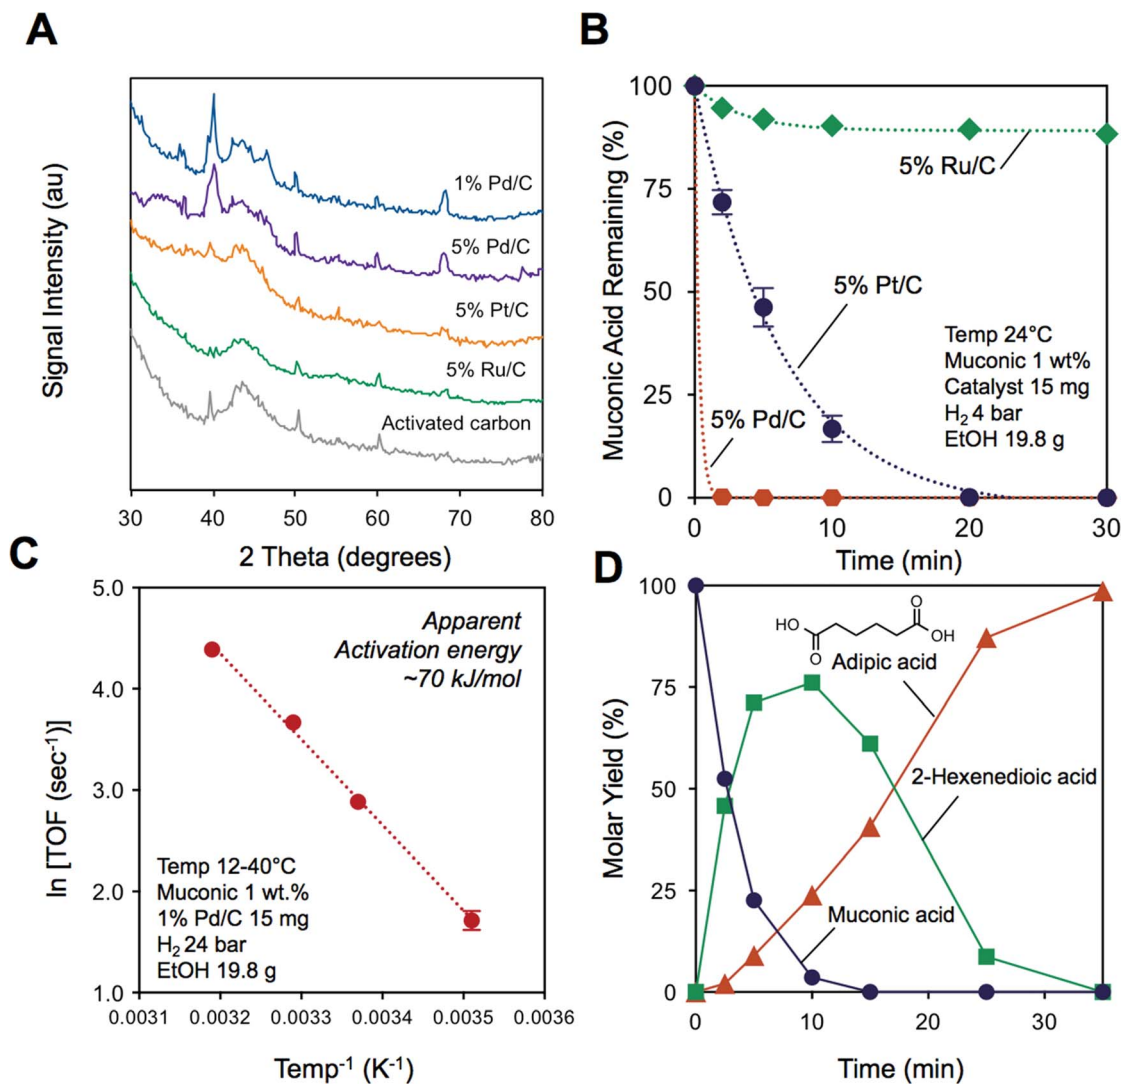 A
Signal Intensity (au)
1% Pd/C
5% Pd/C
5% Pt/C
5% Ru/C
Activated carbon
30 40 50 60 70 80
2 Theta (degrees)
B
Muconic Acid Remaining (%)
100
75
50
25
0
5% Ru/C
5% Pt/C
5% Pd/C
Temp 24°C
Muconic 1 wt%
Catalyst 15 mg
H₂ 4 bar
EtOH 19.8 g
0 10 20 30
Time (min)
C
ln [TOF (sec⁻¹)]
5.0
4.0
3.0
2.0
1.0
Apparent
Activation energy
~70 kJ/mol
Temp 12-40°C
Muconic 1 wt.%
1% Pd/C 15 mg
H₂ 24 bar
EtOH 19.8 g
0.0031 0.0032 0.0033 0.0034 0.0035 0.0036
Temp⁻¹ (K⁻¹)
D
Molar Yield (%)
100
75
50
25
0
HO
O
O
OH
Adipic acid
2-Hexenedioic acid
Muconic acid
0 10 20 30
Time (min)